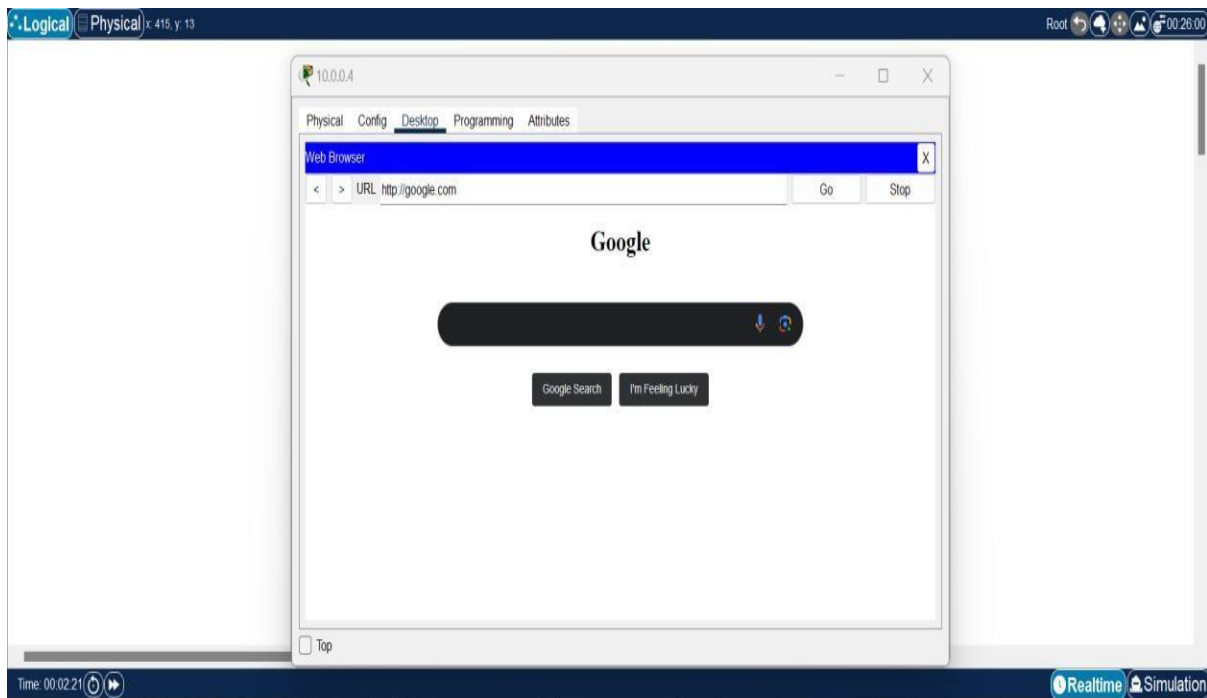 Logical Physical x: 415, y: 13 Root 00:26:00
10.0.0.4
Physical Config Desktop Programming Attributes
Web Browser X
< > URL http://google.com Go Stop
Google
Google Search I'm Feeling Lucky
Top
Time: 00:02:21 Realtime Simulation